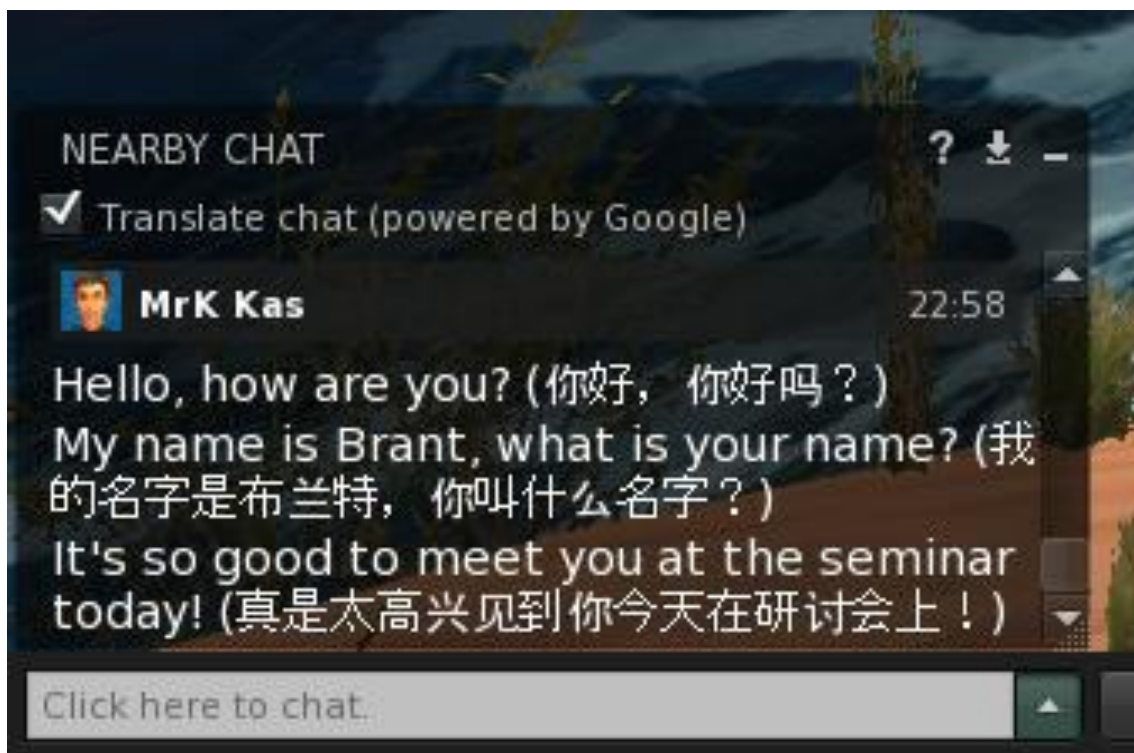 NEARBY CHAT
Translate chat (powered by Google)
MrK Kas 22:58
Hello, how are you? (你好，你好吗？)
My name is Brant, what is your name? (我
的名字是布兰特，你叫什么名字？)
It's so good to meet you at the seminar
today! (真是太高兴见到你今天在研讨会上！)
Click here to chat.